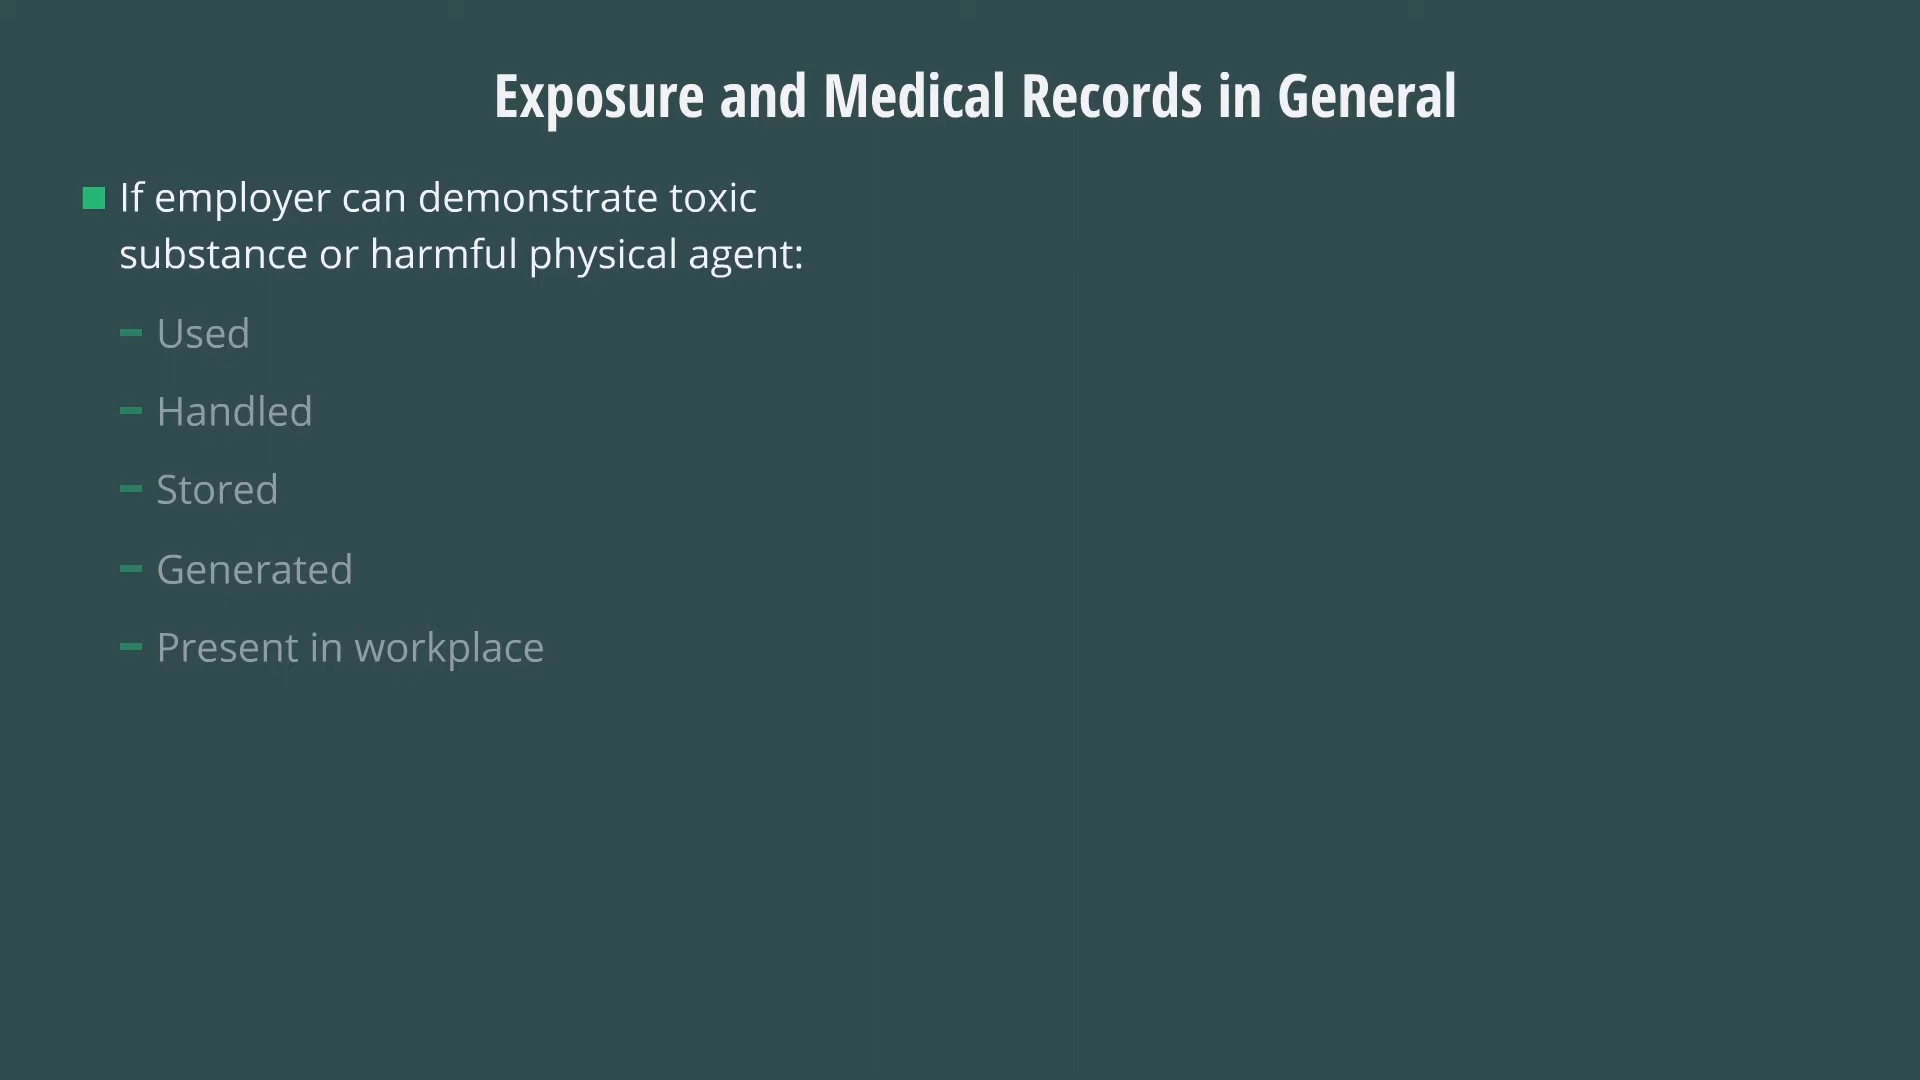 Exposure and Medical Records in General
If employer can demonstrate toxic
substance or harmful physical agent:
Used
Handled
Stored
Generated
Present in workplace